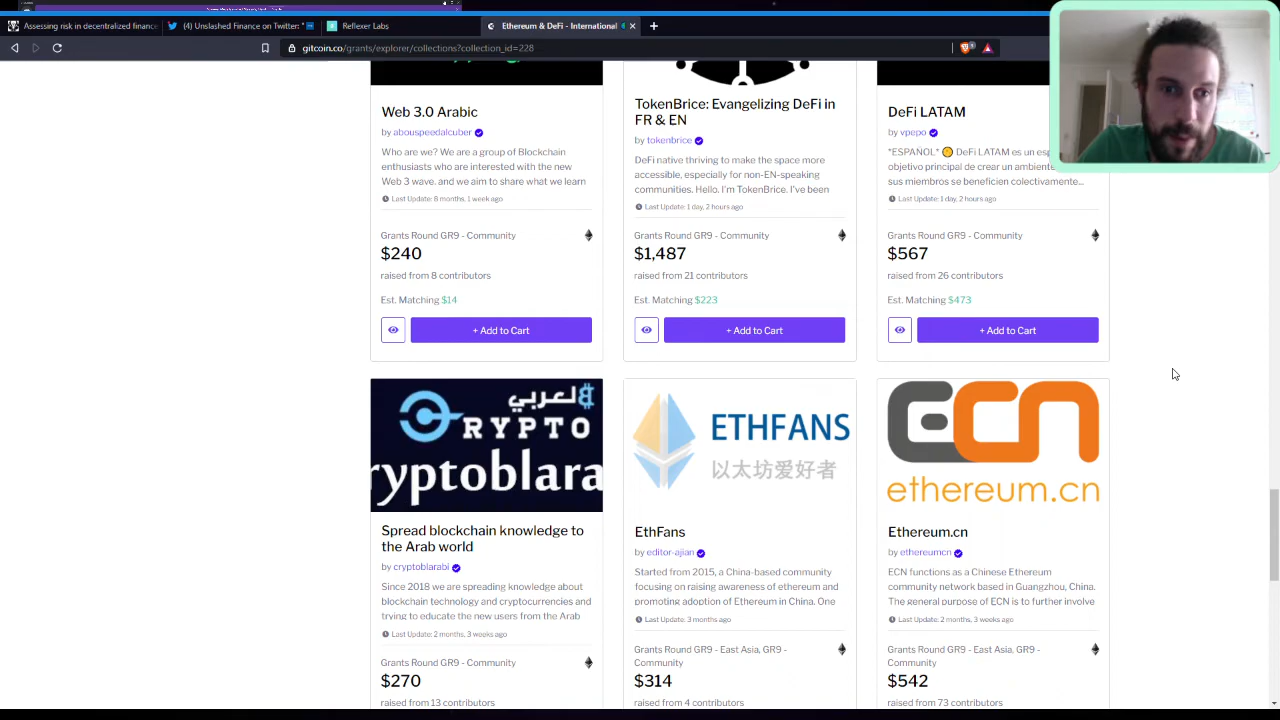 Assessing risk in decentralized finance
(4) Unslashed Finance on Twitter: "
Reflexer Labs
Ethereum & DeFi - International
gitcoin.co/grants/explorer/collections?collection_id=228
Web 3.0 Arabic
by abouspeedalcuber
Who are we? We are a group of Blockchain
enthusiasts who are interested with the new
Web 3 wave, and we aim to share what we learn
Last Update: 8 months, 1 week ago
Grants Round GR9 - Community
$240
raised from 8 contributors
Est. Matching $14
+ Add to Cart
TokenBrice: Evangelizing DeFi in
FR & EN
by tokenbrice
DeFi native thriving to make the space more
accessible, especially for non-EN-speaking
communities. Hello. I'm TokenBrice. I've been
Last Update: 1 day, 2 hours ago
Grants Round GR9 - Community
$1,487
raised from 21 contributors
Est. Matching $223
+ Add to Cart
DeFi LATAM
by vpepo
*ESPAÑOL* DeFi LATAM es un esp
objetivo principal de crear un ambiente
sus miembros se beneficien colectivamente...
Last Update: 1 day, 2 hours ago
Grants Round GR9 - Community
$567
raised from 26 contributors
Est. Matching $473
+ Add to Cart
العربي
CRYPTO
ryptoblara
Spread blockchain knowledge to
the Arab world
by cryptoblarabi
Since 2018 we are spreading knowledge about
blockchain technology and cryptocurrencies and
trying to educate the new users from the Arab
Last Update: 2 months, 3 weeks ago
Grants Round GR9 - Community
$270
raised from 13 contributors
ETHFANS
以太坊爱好者
EthFans
by editor-ajian
Started from 2015, a China-based community
focusing on raising awareness of ethereum and
promoting adoption of Ethereum in China. One
Last Update: 3 months ago
Grants Round GR9 - East Asia, GR9 -
Community
$314
raised from 4 contributors
ECN
ethereum.cn
Ethereum.cn
by ethereumcn
ECN functions as a Chinese Ethereum
community network based in Guangzhou, China.
The general purpose of ECN is to further involve
Last Update: 2 months, 3 weeks ago
Grants Round GR9 - East Asia, GR9 -
Community
$542
raised from 73 contributors